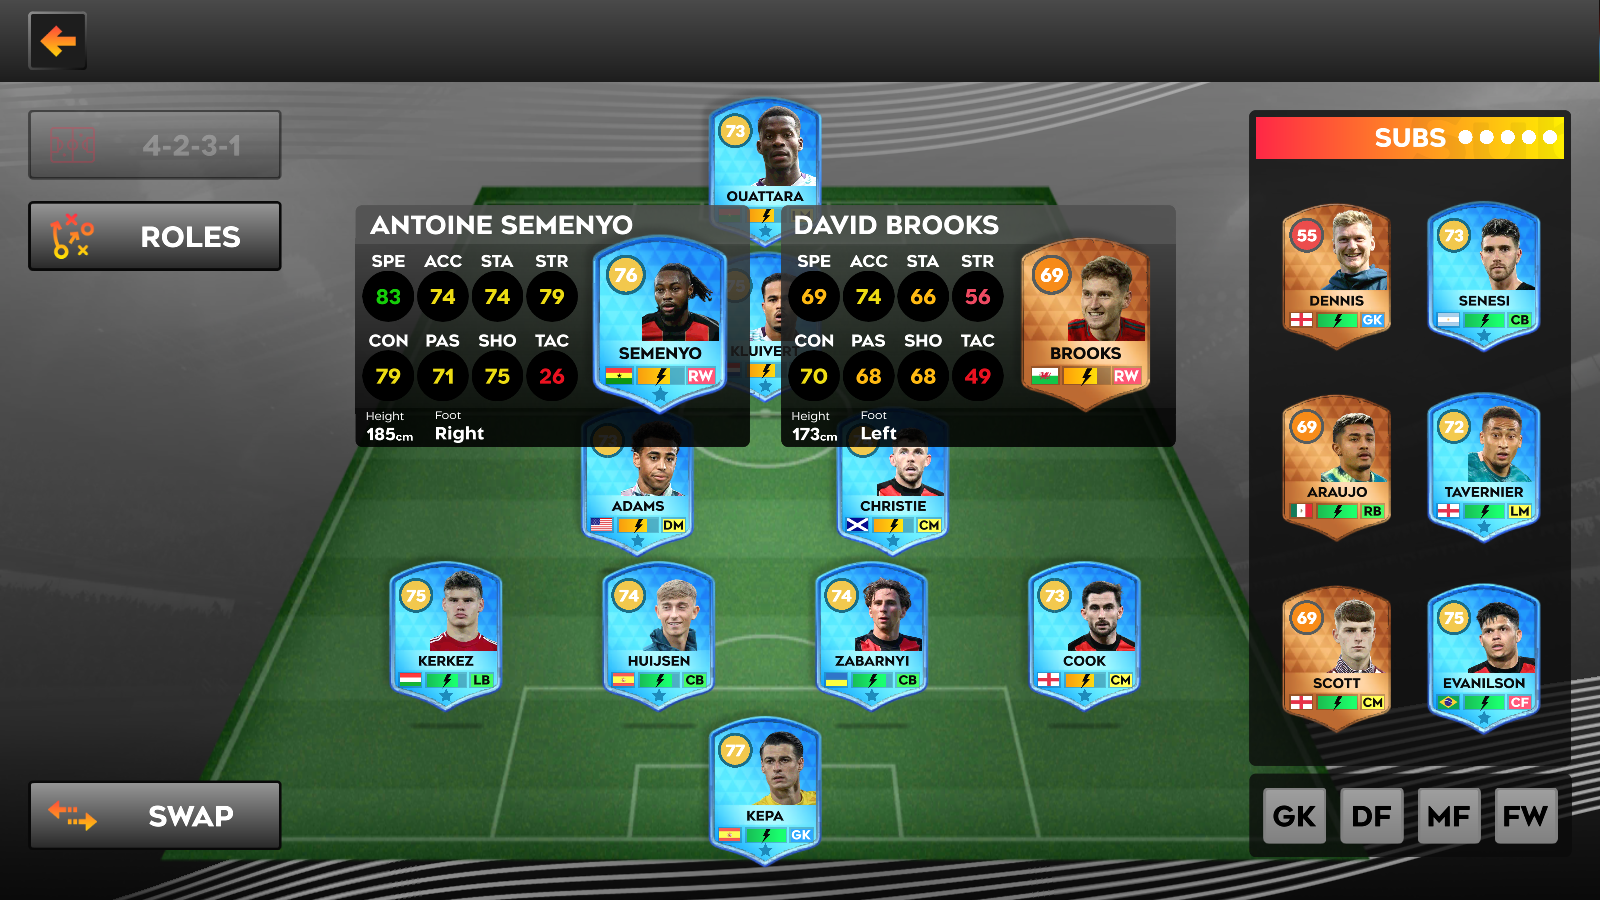 4-2-3-1
ROLES
SWAP
73
OUATTARA
ANTOINE SEMENYO
SPE ACC STA STR
83 74 74 79
CON PAS SHO TAC
79 71 75 26
Height Foot
185cm Right
76
SEMENYO
RW
KLUIVERT
DAVID BROOKS
SPE ACC STA STR
69 74 66 56
CON PAS SHO TAC
70 68 68 49
Height Foot
173cm Left
69
BROOKS
RW
73
ADAMS
DM
CHRISTIE
CM
75
KERKEZ
LB
74
HUIJSEN
CB
74
ZABARNYI
CB
73
COOK
CM
77
KEPA
GK
SUBS
55
DENNIS
GK
73
SENESI
CB
69
ARAUJO
RB
72
TAVERNIER
LM
69
SCOTT
CM
75
EVANILSON
CF
GK DF MF FW